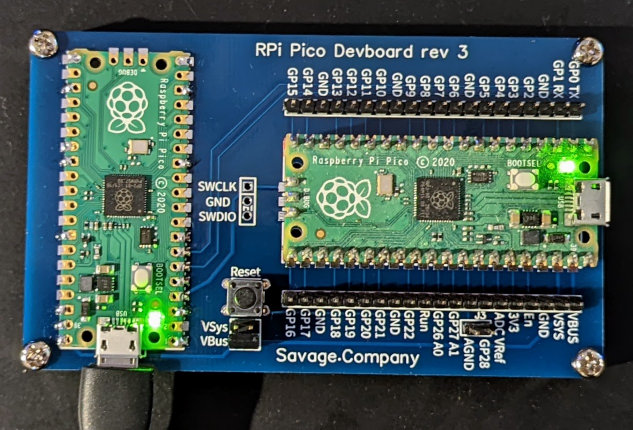 RPi Pico Devboard rev 3
DEBUG
Raspberry Pi Pico © 2020
BOOTSEL
USB
GP15
GP14
GND
GP13
GP12
GP11
GP10
GND
GP9
GP8
GP7
GP6
GND
GP5
GP4
GP3
GP2
GND
GP1 RX
GP0 TX
Raspberry Pi Pico © 2020
BOOTSEL
USB
SWCLK
GND
SWDIO
Reset
VSys
VBus
GP16
GP17
GND
GP18
GP19
GP20
GP21
GND
GP22
Run
GP26 A0
GP27 A1
AGND
GP28
ADC VRef
3V3
En
GND
VSYS
VBUS
Savage.Company